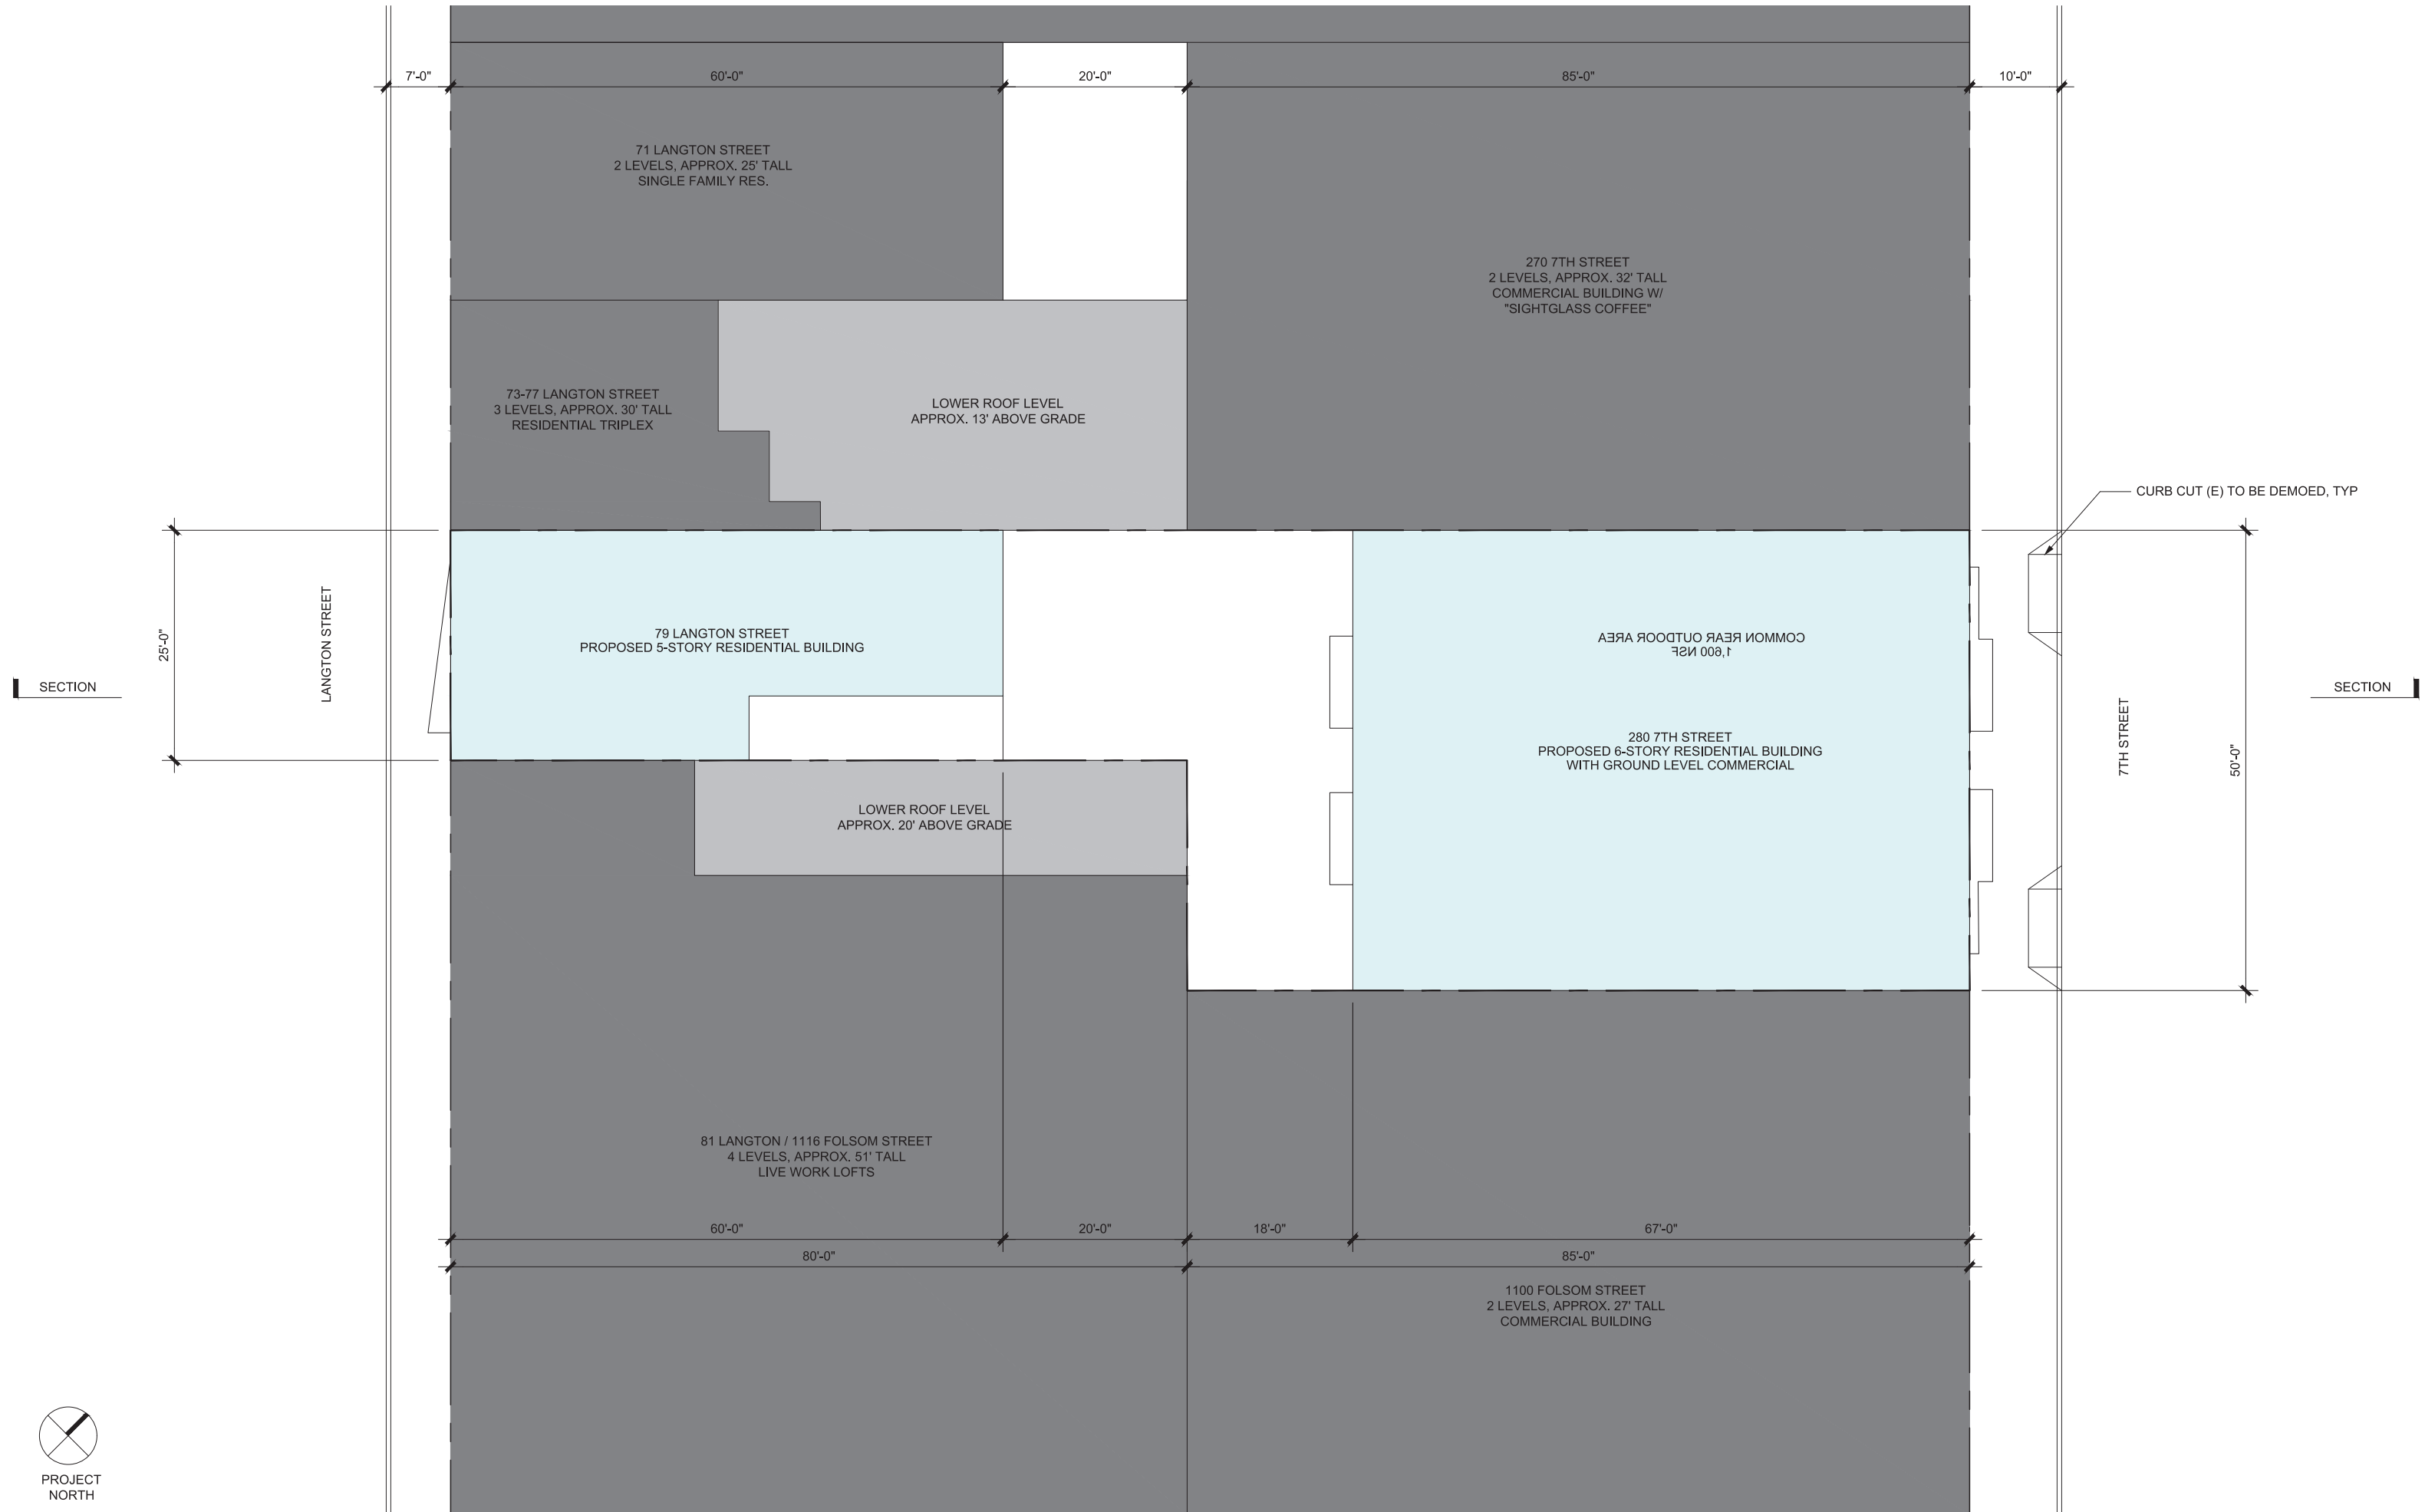 7'-0"
60'-0"
20'-0"
85'-0"
10'-0"
71 LANGTON STREET
2 LEVELS, APPROX. 25' TALL
SINGLE FAMILY RES.
270 7TH STREET
2 LEVELS, APPROX. 32' TALL
COMMERCIAL BUILDING W/
"SIGHTGLASS COFFEE"
73-77 LANGTON STREET
3 LEVELS, APPROX. 30' TALL
RESIDENTIAL TRIPLEX
LOWER ROOF LEVEL
APPROX. 13' ABOVE GRADE
CURB CUT (E) TO BE DEMOED, TYP
SECTION
25'-0"
LANGTON STREET
79 LANGTON STREET
PROPOSED 5-STORY RESIDENTIAL BUILDING
COMMON REAR OUTDOOR AREA
1,600 NSF
280 7TH STREET
PROPOSED 6-STORY RESIDENTIAL BUILDING
WITH GROUND LEVEL COMMERCIAL
7TH STREET
50'-0"
SECTION
LOWER ROOF LEVEL
APPROX. 20' ABOVE GRADE
81 LANGTON / 1116 FOLSOM STREET
4 LEVELS, APPROX. 51' TALL
LIVE WORK LOFTS
60'-0"
20'-0"
18'-0"
67'-0"
80'-0"
85'-0"
1100 FOLSOM STREET
2 LEVELS, APPROX. 27' TALL
COMMERCIAL BUILDING
PROJECT
NORTH